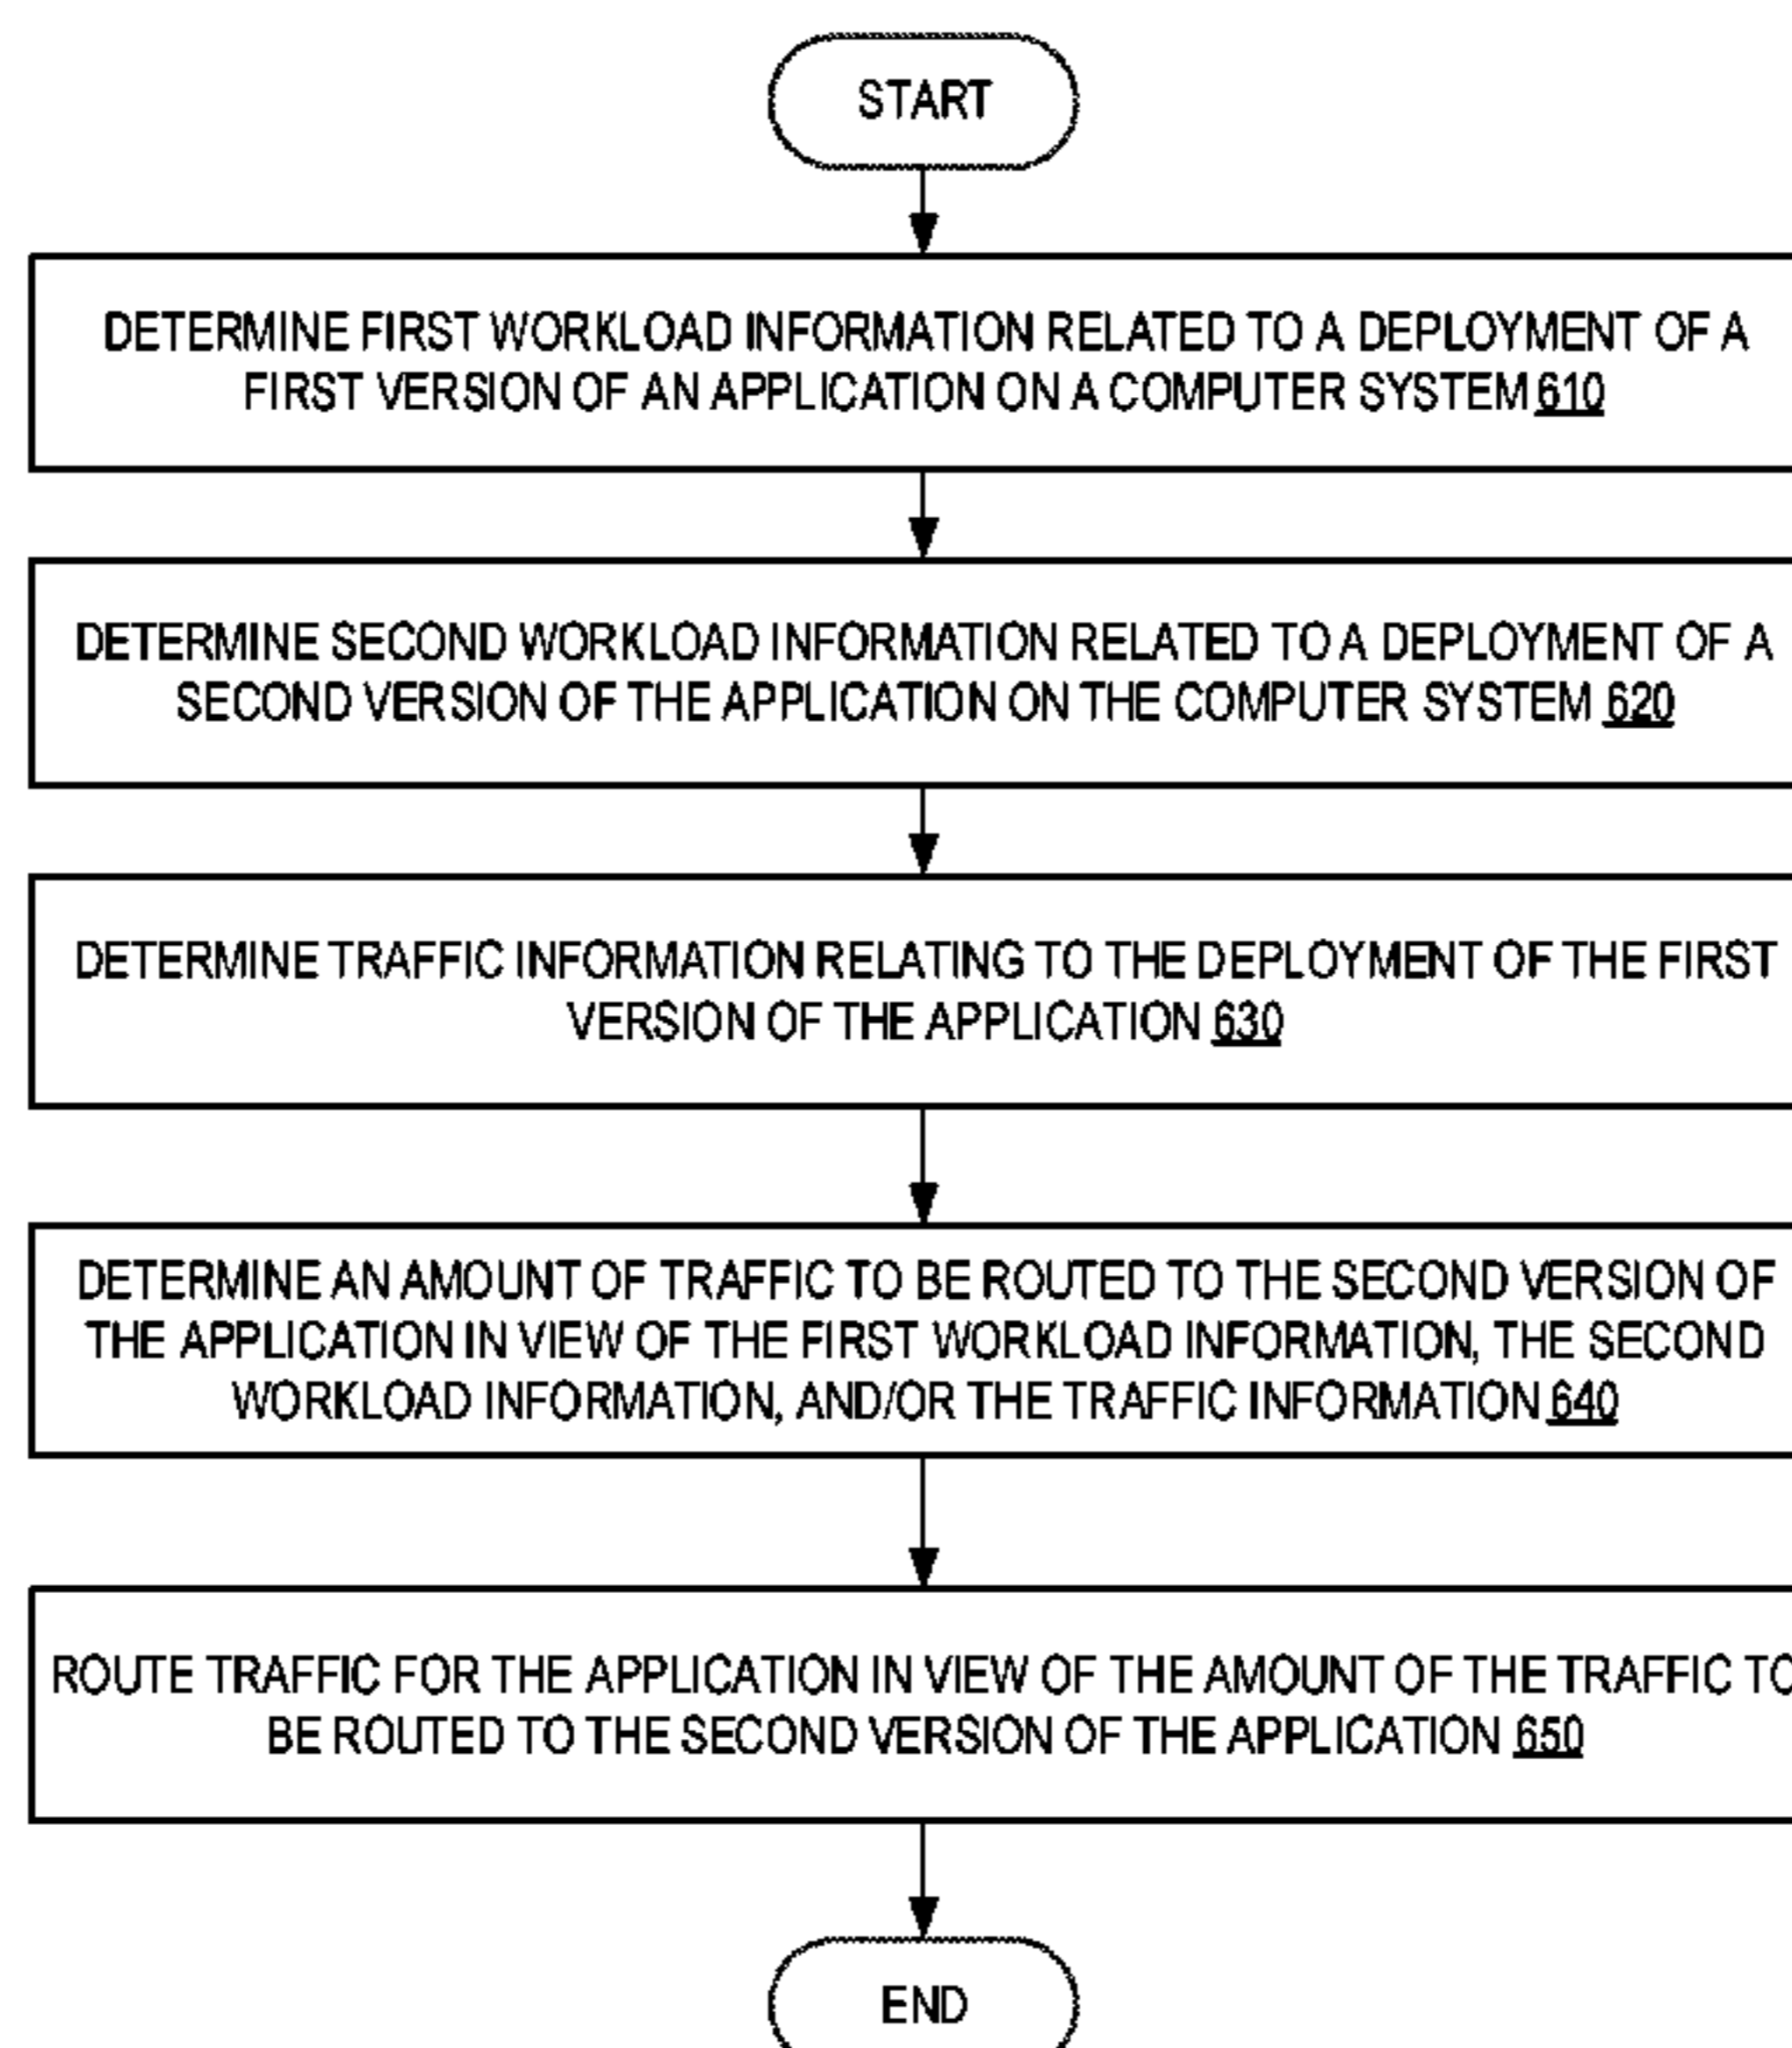 START
DETERMINE FIRST WORKLOAD INFORMATION RELATED TO A DEPLOYMENT OF A
FIRST VERSION OF AN APPLICATION ON A COMPUTER SYSTEM 610
DETERMINE SECOND WORKLOAD INFORMATION RELATED TO A DEPLOYMENT OF A
SECOND VERSION OF THE APPLICATION ON THE COMPUTER SYSTEM 620
DETERMINE TRAFFIC INFORMATION RELATING TO THE DEPLOYMENT OF THE FIRST
VERSION OF THE APPLICATION 630
DETERMINE AN AMOUNT OF TRAFFIC TO BE ROUTED TO THE SECOND VERSION OF
THE APPLICATION IN VIEW OF THE FIRST WORKLOAD INFORMATION, THE SECOND
WORKLOAD INFORMATION, AND/OR THE TRAFFIC INFORMATION 640
ROUTE TRAFFIC FOR THE APPLICATION IN VIEW OF THE AMOUNT OF THE TRAFFIC TO
BE ROUTED TO THE SECOND VERSION OF THE APPLICATION 650
END